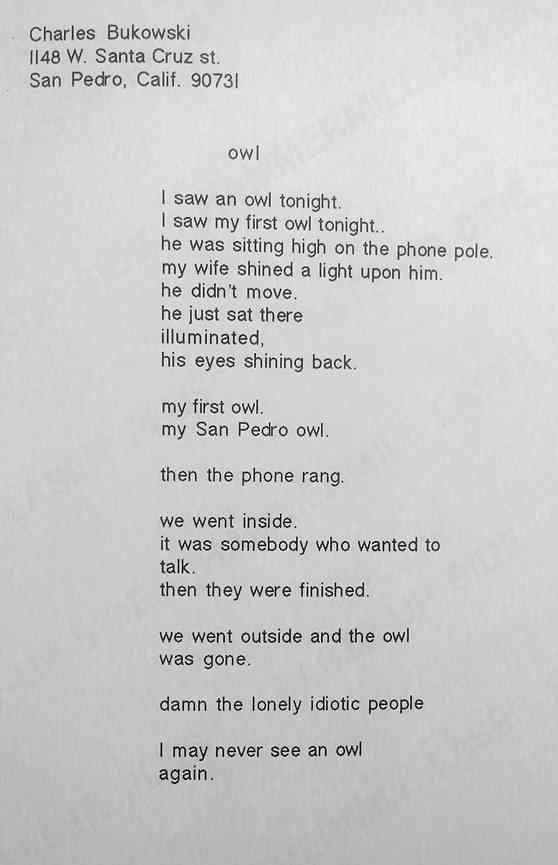 Charles Bukowski
1148 W. Santa Cruz st.
San Pedro, Calif. 90731
owl
I saw an owl tonight.
I saw my first owl tonight..
he was sitting high on the phone pole.
my wife shined a light upon him.
he didn't move.
he just sat there
illuminated,
his eyes shining back.
my first owl.
my San Pedro owl.
then the phone rang.
we went inside.
it was somebody who wanted to
talk.
then they were finished.
we went outside and the owl
was gone.
damn the lonely idiotic people
I may never see an owl
again.